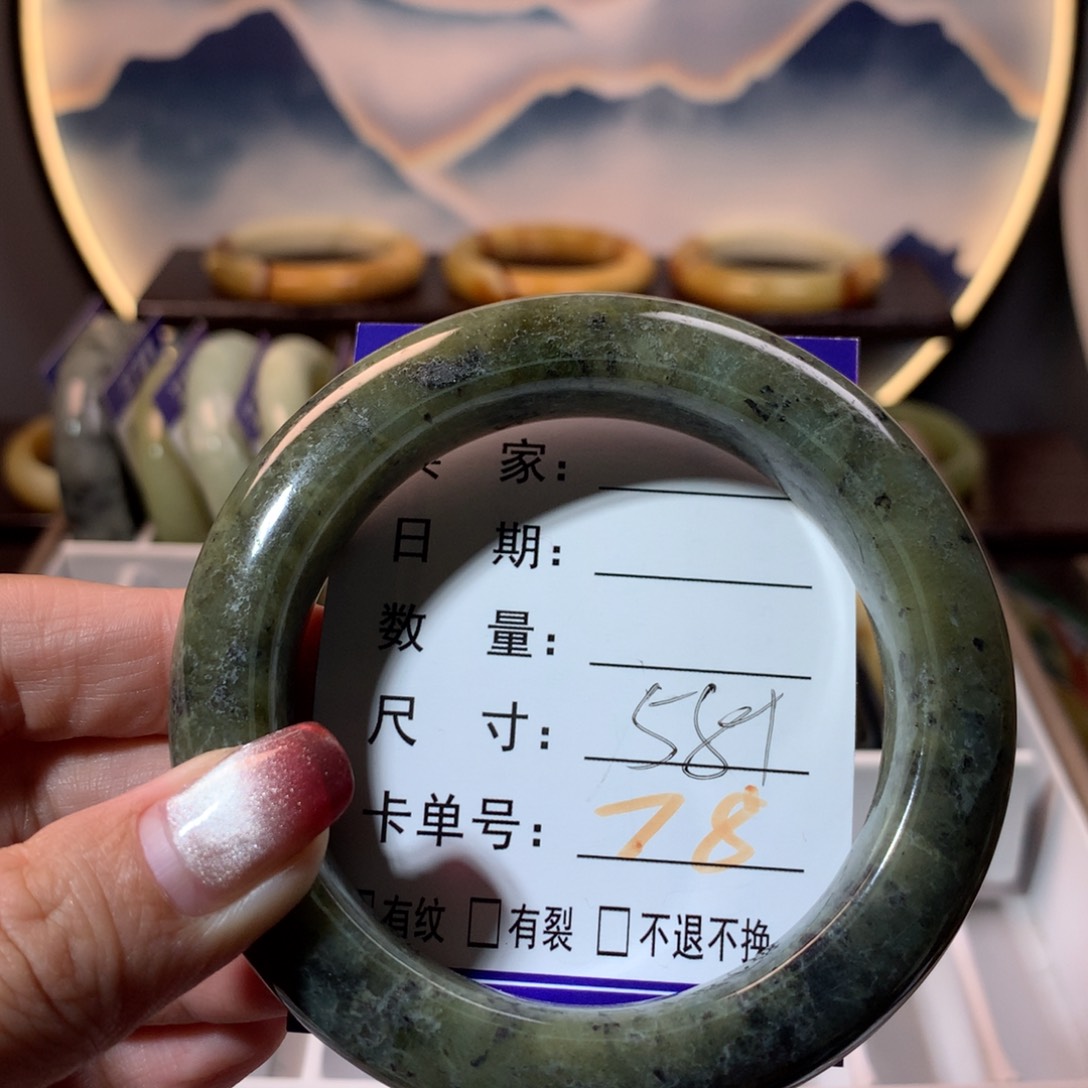 家：
日 期：
数 量：
尺 寸：581
卡单号：78
□有纹 □有裂 □不退不换